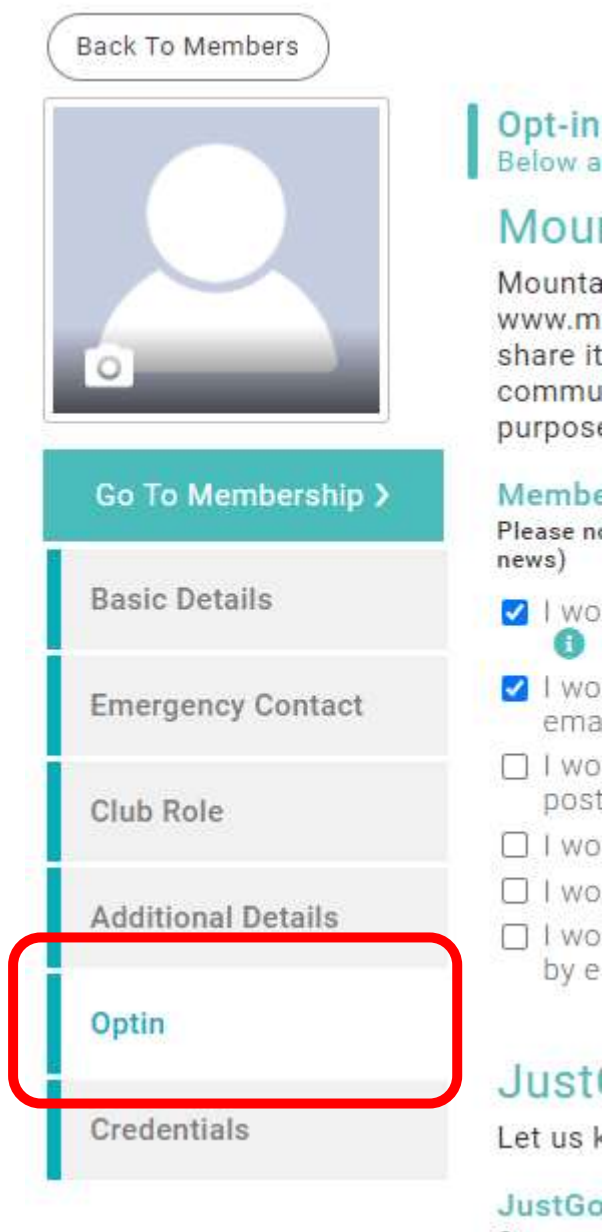 Back To Members
Go To Membership
Basic Details
Emergency Contact
Club Role
Additional Details
Optin
Credentials
Opt-in
Below a
Mour
Mounta
www.m
share it
commu
purpose
Membe
Please no
news)
I wo
I wo
ema
I wo
post
I wo
I wo
I wo
by e
Just
Let us k
JustGo